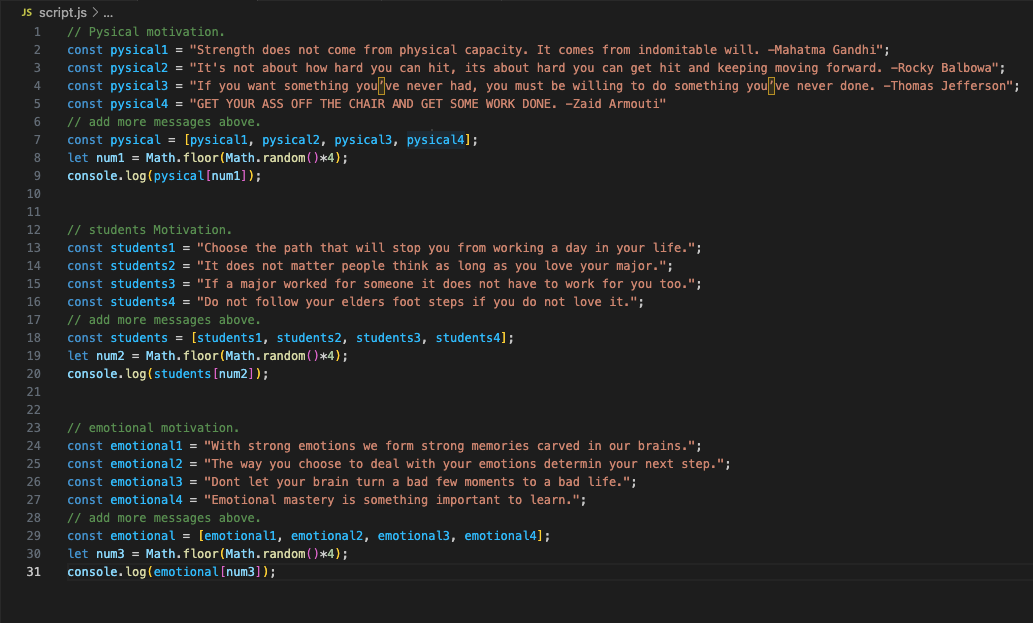 JS script.js > ...
1 // Pysical motivation.
2 const pysical1 = "Strength does not come from physical capacity. It comes from indomitable will. –Mahatma Gandhi";
3 const pysical2 = "It's not about how hard you can hit, its about hard you can get hit and keeping moving forward. –Rocky Balbowa";
4 const pysical3 = "If you want something you’ve never had, you must be willing to do something you’ve never done. –Thomas Jefferson";
5 const pysical4 = "GET YOUR ASS OFF THE CHAIR AND GET SOME WORK DONE. –Zaid Armouti"
6 // add more messages above.
7 const pysical = [pysical1, pysical2, pysical3, pysical4];
8 let num1 = Math.floor(Math.random()*4);
9 console.log(pysical[num1]);
10
11
12 // students Motivation.
13 const students1 = "Choose the path that will stop you from working a day in your life.";
14 const students2 = "It does not matter people think as long as you love your major.";
15 const students3 = "If a major worked for someone it does not have to work for you too.";
16 const students4 = "Do not follow your elders foot steps if you do not love it.";
17 // add more messages above.
18 const students = [students1, students2, students3, students4];
19 let num2 = Math.floor(Math.random()*4);
20 console.log(students[num2]);
21
22
23 // emotional motivation.
24 const emotional1 = "With strong emotions we form strong memories carved in our brains.";
25 const emotional2 = "The way you choose to deal with your emotions determin your next step.";
26 const emotional3 = "Dont let your brain turn a bad few moments to a bad life.";
27 const emotional4 = "Emotional mastery is something important to learn.";
28 // add more messages above.
29 const emotional = [emotional1, emotional2, emotional3, emotional4];
30 let num3 = Math.floor(Math.random()*4);
31 console.log(emotional[num3]);